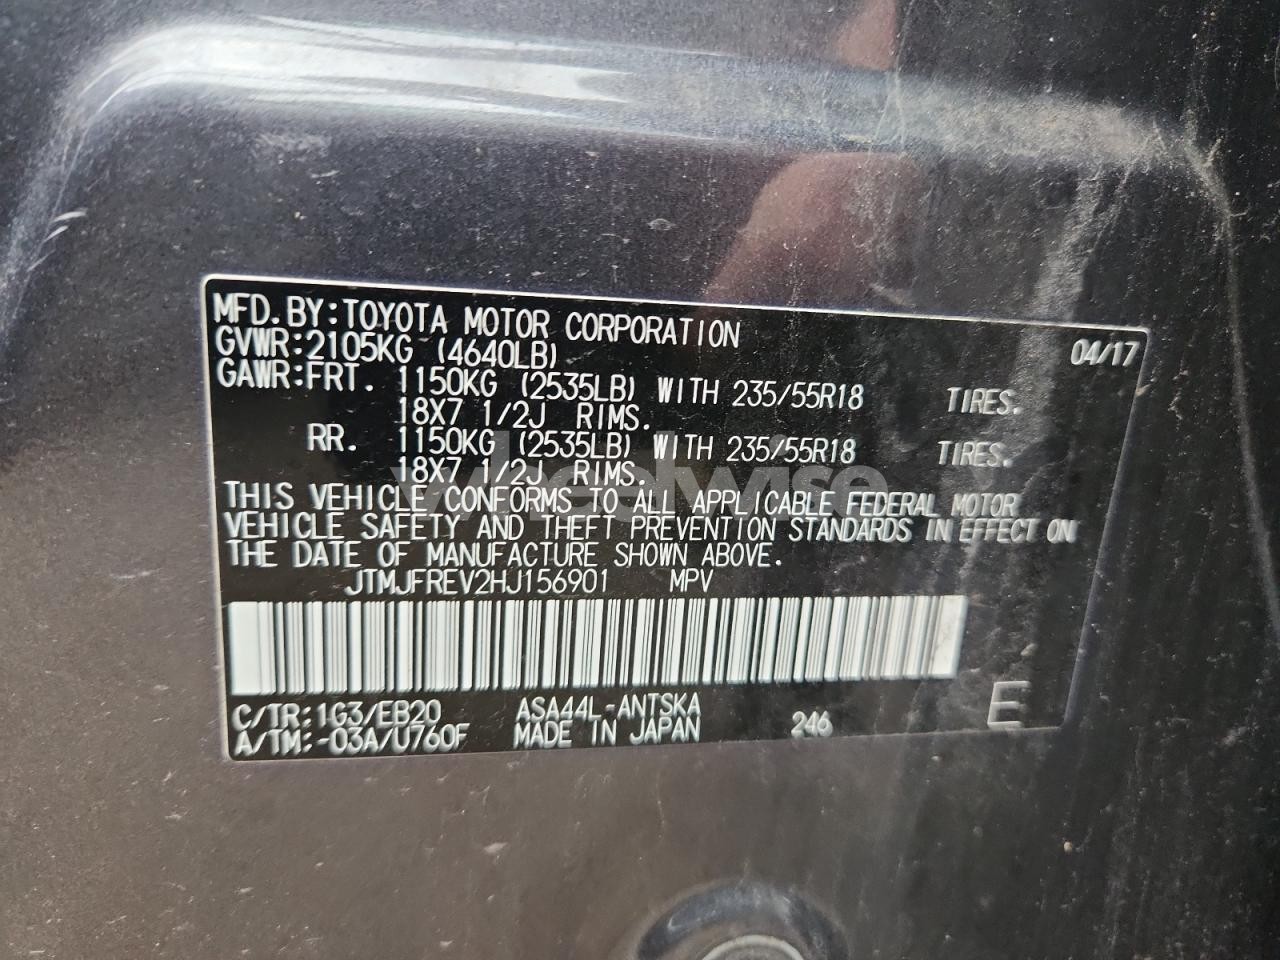 MFD. BY: TOYOTA MOTOR CORPORATION 04/17
GVWR: 2105KG (4640LB)
GAWR: FRT. 1150KG (2535LB) WITH 235/55R18 TIRES.
18X7 1/2J RIMS.
RR. 1150KG (2535LB) WITH 235/55R18 TIRES.
18X7 1/2J RIMS.
wheelwise
THIS VEHICLE CONFORMS TO ALL APPLICABLE FEDERAL MOTOR
VEHICLE SAFETY AND THEFT PREVENTION STANDARDS IN EFFECT ON
THE DATE OF MANUFACTURE SHOWN ABOVE.
JTMJFREV2HJ156901 MPV
C/TR: 1G3/EB20 ASA44L-ANTSKA
A/TM: -03A/U760F MADE IN JAPAN 246 E